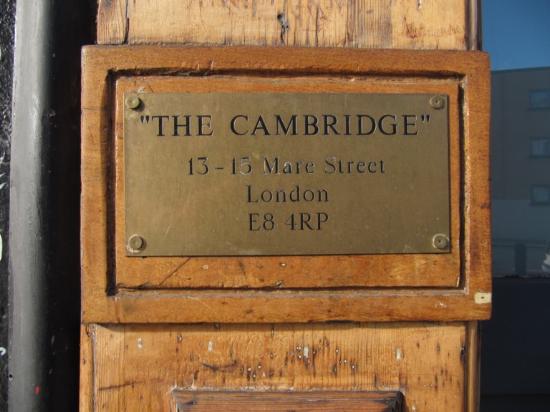 "THE CAMBRIDGE"
13-15 Mare Street
London
E8 4RP